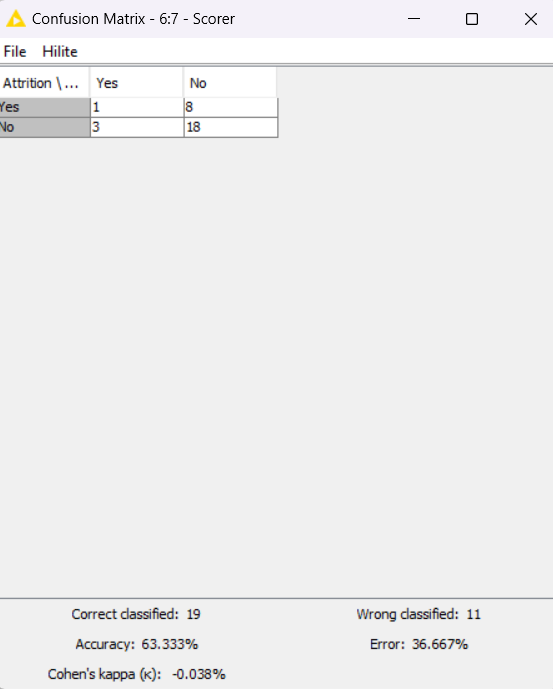 Confusion Matrix - 6:7 - Scorer
File Hilite
Attrition \ ... Yes No
Yes 1 8
No 3 18
Correct classified: 19 Wrong classified: 11
Accuracy: 63.333% Error: 36.667%
Cohen's kappa (κ): -0.038%